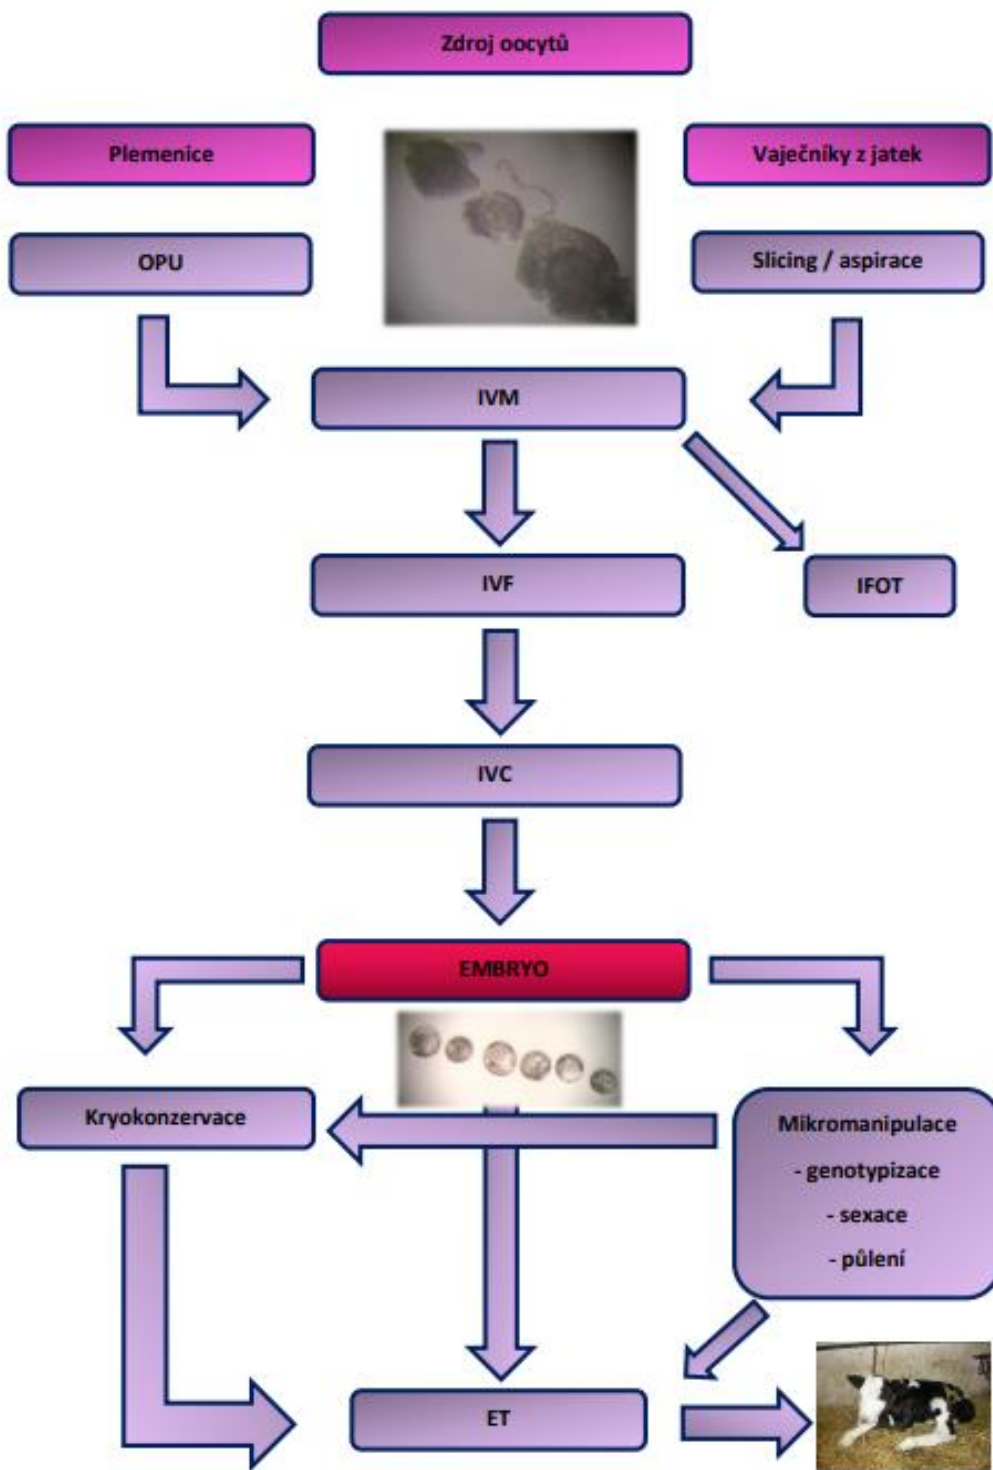 Zdroj oocytů
Plemenice
Vaječníky z jatek
OPU
Slicing / aspirace
IVM
IVF
IFOT
IVC
EMBRYO
Kryokonzervace
Mikromanipulace
- genotypizace
- sexace
- půlení
ET